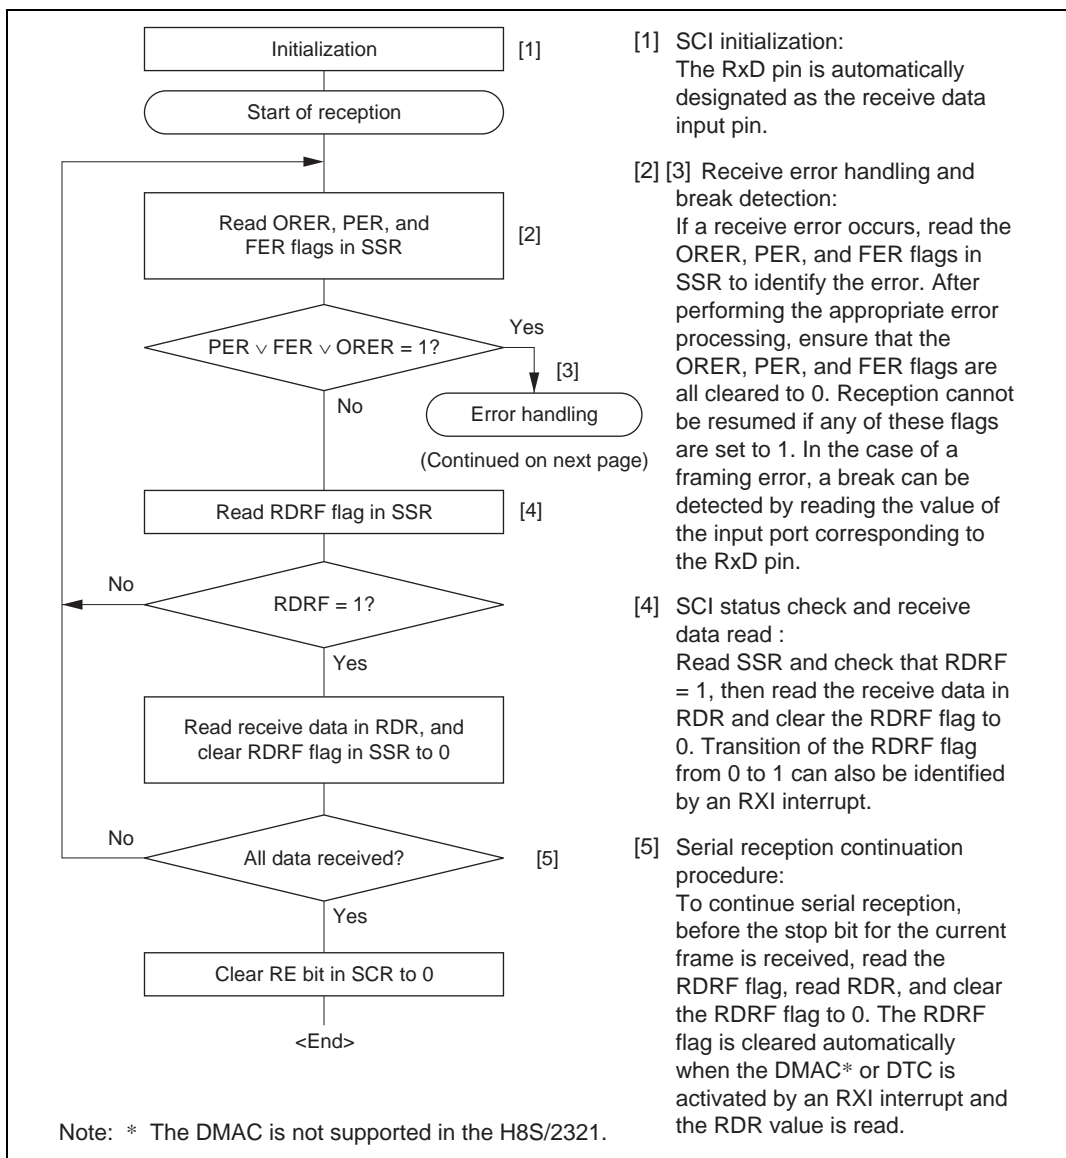 Initialization
[1]
Start of reception
Read ORER, PER, and
FER flags in SSR
[2]
PER ∨ FER ∨ ORER = 1?
Yes
[3]
No
Error handling
(Continued on next page)
Read RDRF flag in SSR
[4]
No
RDRF = 1?
Yes
Read receive data in RDR, and
clear RDRF flag in SSR to 0
No
All data received?
[5]
Yes
Clear RE bit in SCR to 0
<End>
[1] SCI initialization:
The RxD pin is automatically
designated as the receive data
input pin.
[2] [3] Receive error handling and
break detection:
If a receive error occurs, read the
ORER, PER, and FER flags in
SSR to identify the error. After
performing the appropriate error
processing, ensure that the
ORER, PER, and FER flags are
all cleared to 0. Reception cannot
be resumed if any of these flags
are set to 1. In the case of a
framing error, a break can be
detected by reading the value of
the input port corresponding to
the RxD pin.
[4] SCI status check and receive
data read :
Read SSR and check that RDRF
= 1, then read the receive data in
RDR and clear the RDRF flag to
0. Transition of the RDRF flag
from 0 to 1 can also be identified
by an RXI interrupt.
[5] Serial reception continuation
procedure:
To continue serial reception,
before the stop bit for the current
frame is received, read the
RDRF flag, read RDR, and clear
the RDRF flag to 0. The RDRF
flag is cleared automatically
when the DMAC* or DTC is
activated by an RXI interrupt and
the RDR value is read.
Note: * The DMAC is not supported in the H8S/2321.